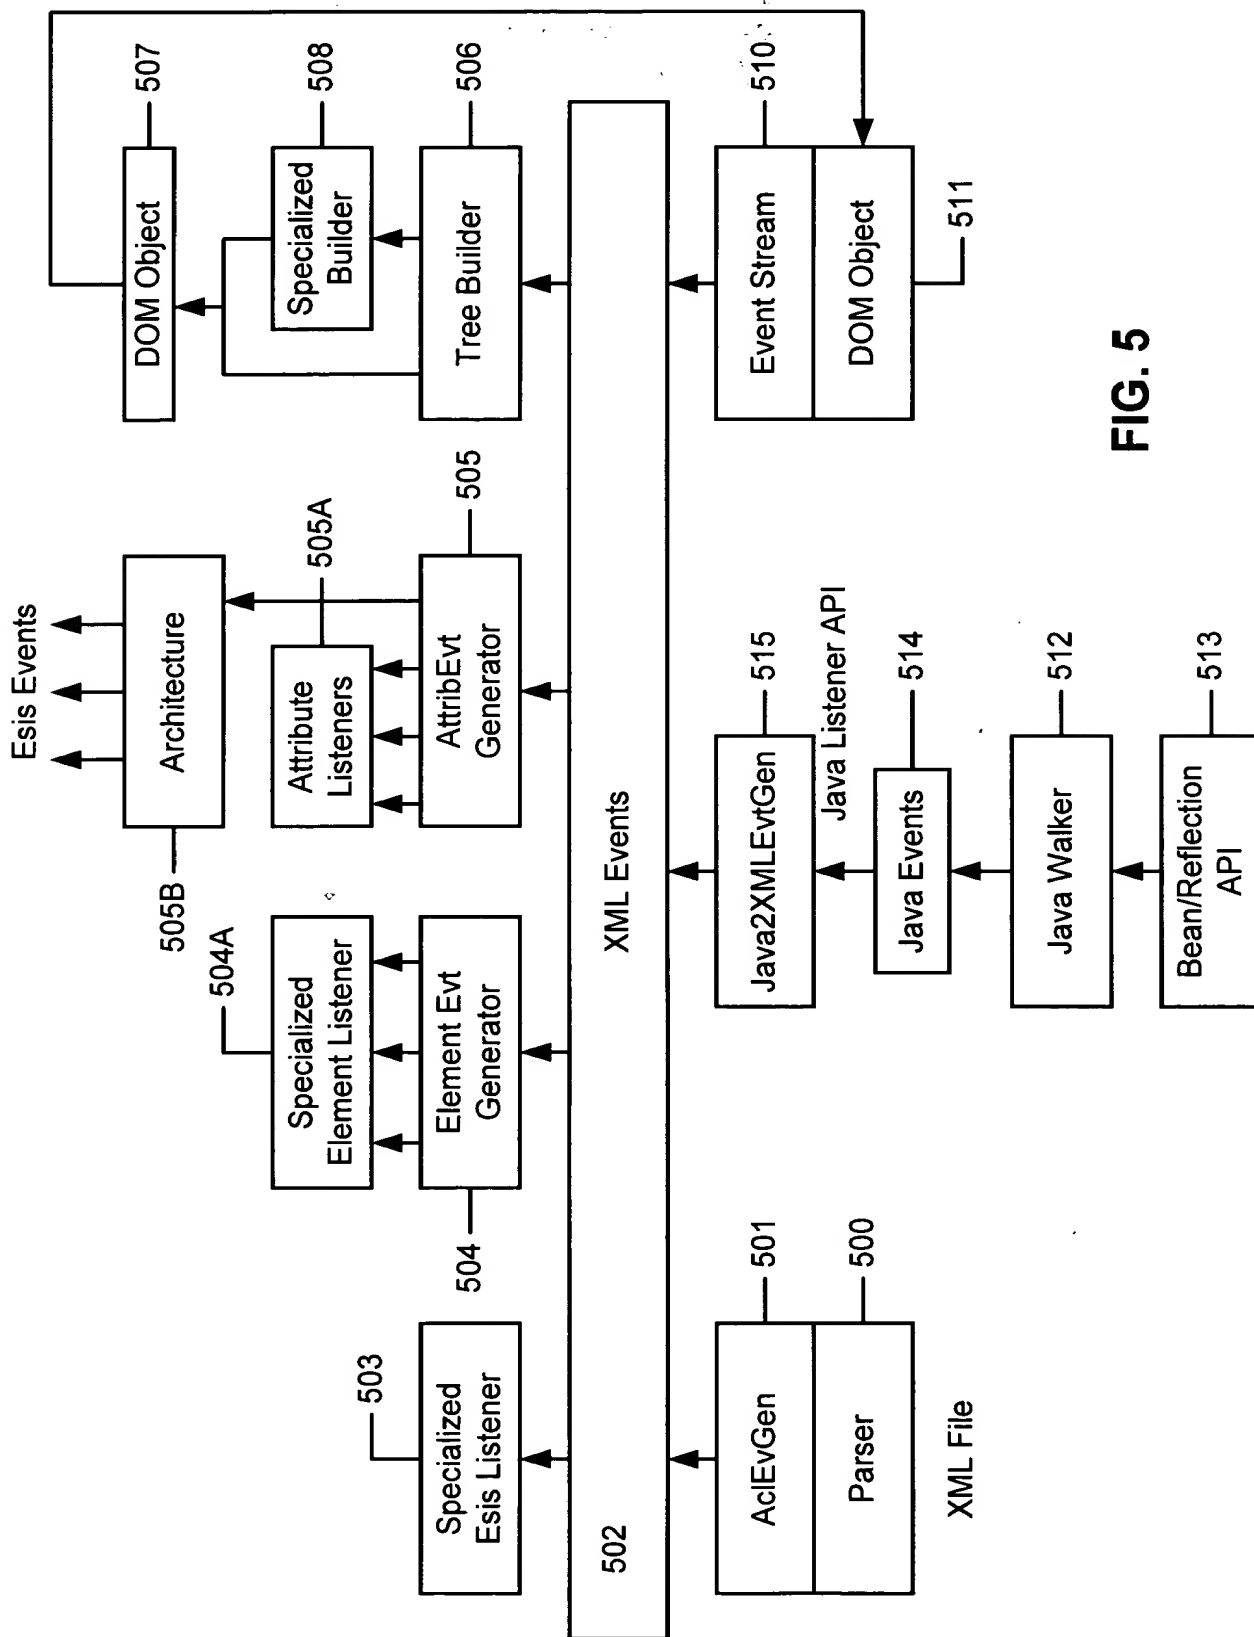 Esis Events
505B
Architecture
DOM Object
507
504A
Specialized
Element Listener
Attribute
Listeners
505A
Specialized
Builder
508
503
Specialized
Esis Listener
504
Element Evt
Generator
AttribEvt
Generator
505
Tree Builder
506
502
XML Events
AclEvGen
501
Parser
500
XML File
Java2XMLEvtGen
515
Java Listener API
Java Events
514
Java Walker
512
Bean/Reflection
API
513
Event Stream
510
DOM Object
511
FIG. 5